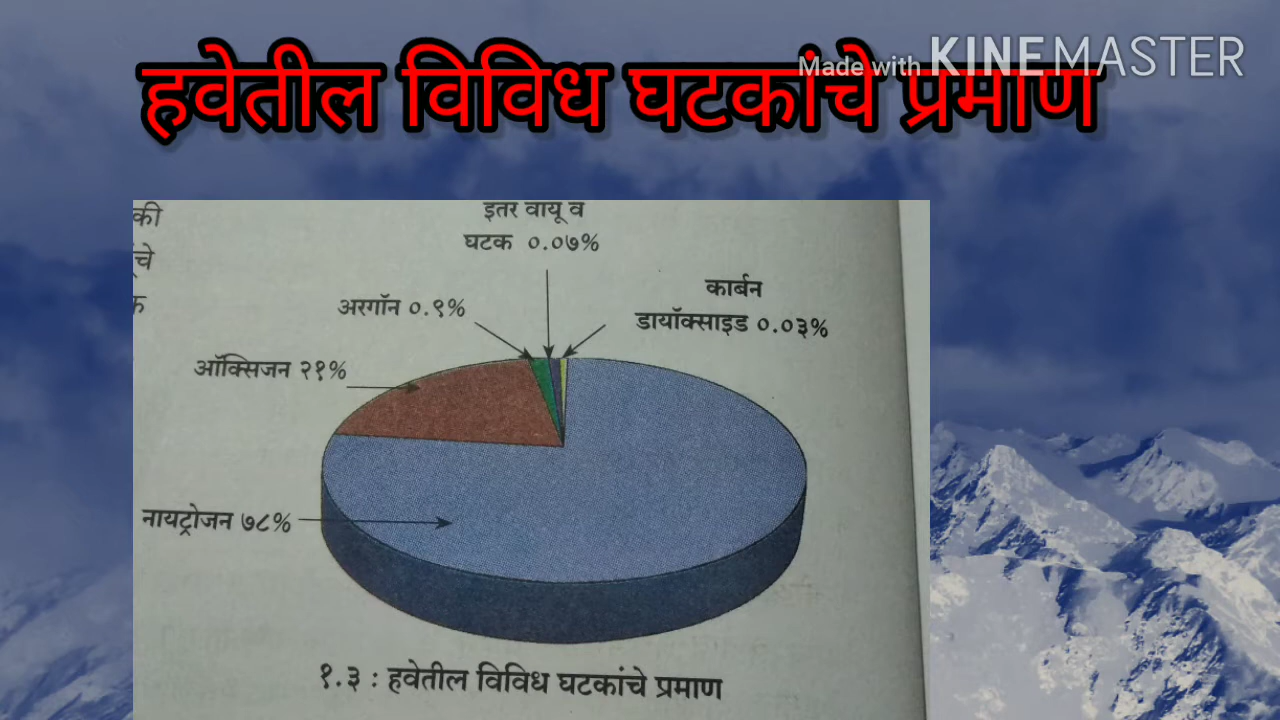 हवेतील विविध घटकांचे प्रमाण
Made with KINEMASTER
की
चे
इतर वायू व
घटक ०.०७%
अरगॉन ०.९%
कार्बन
डायॉक्साइड ०.०३%
ऑक्सिजन २१%
नायट्रोजन ७८%
१.३ : हवेतील विविध घटकांचे प्रमाण